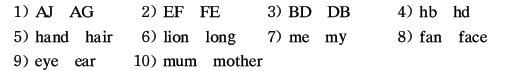 1) AJ AG 2) EF FE 3) BD DB 4) hb hd
5) hand hair 6) lion long 7) me my 8) fan face
9) eye ear 10) mum mother